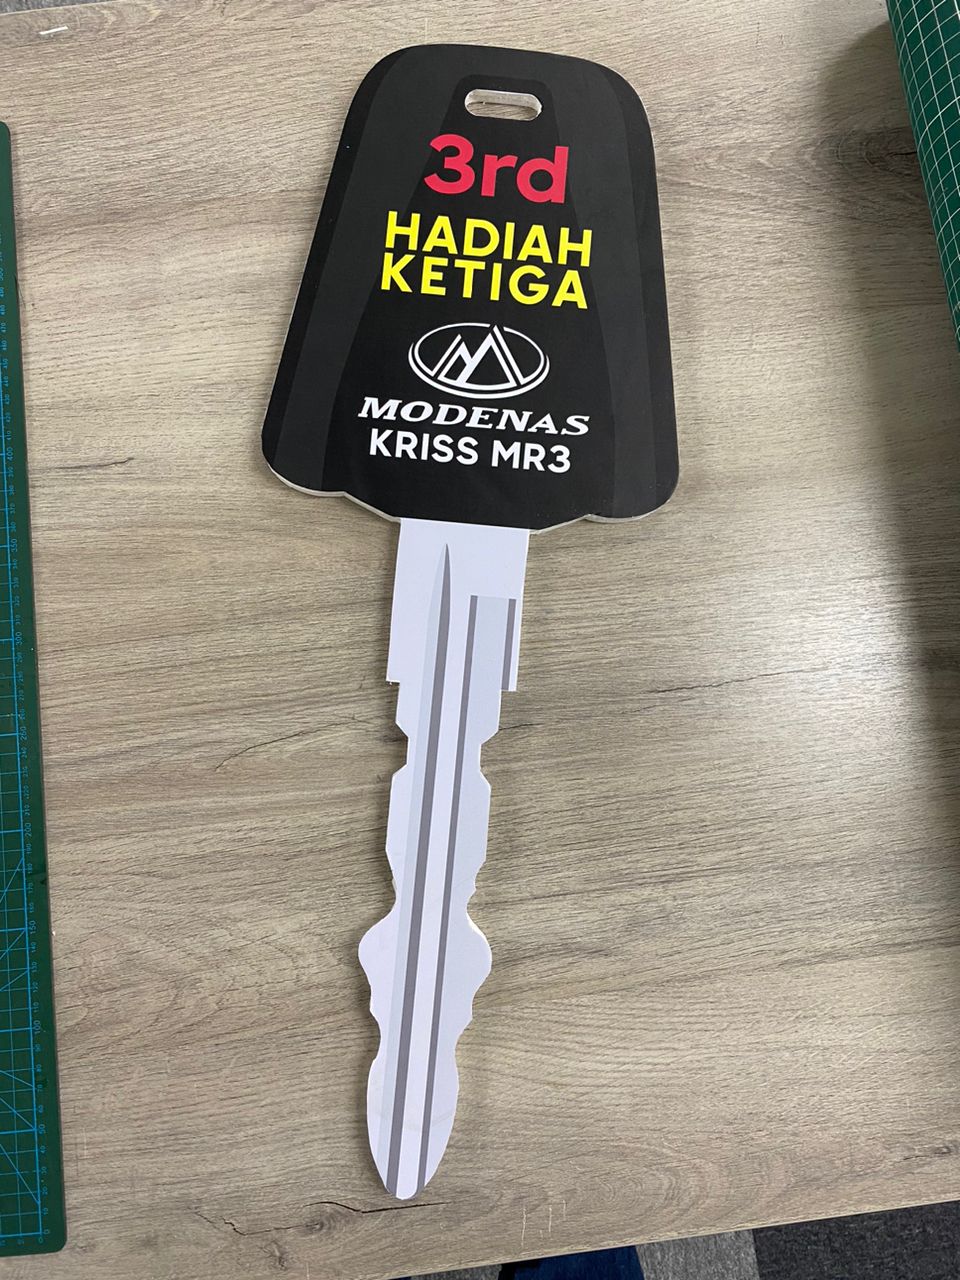 3rd
HADIAH
KETIGA
MODENAS
KRISS MR3